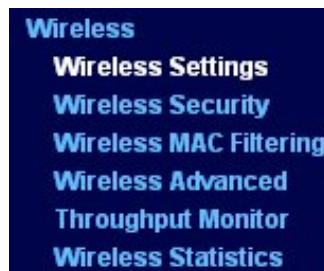 Wireless
Wireless Settings
Wireless Security
Wireless MAC Filtering
Wireless Advanced
Throughput Monitor
Wireless Statistics